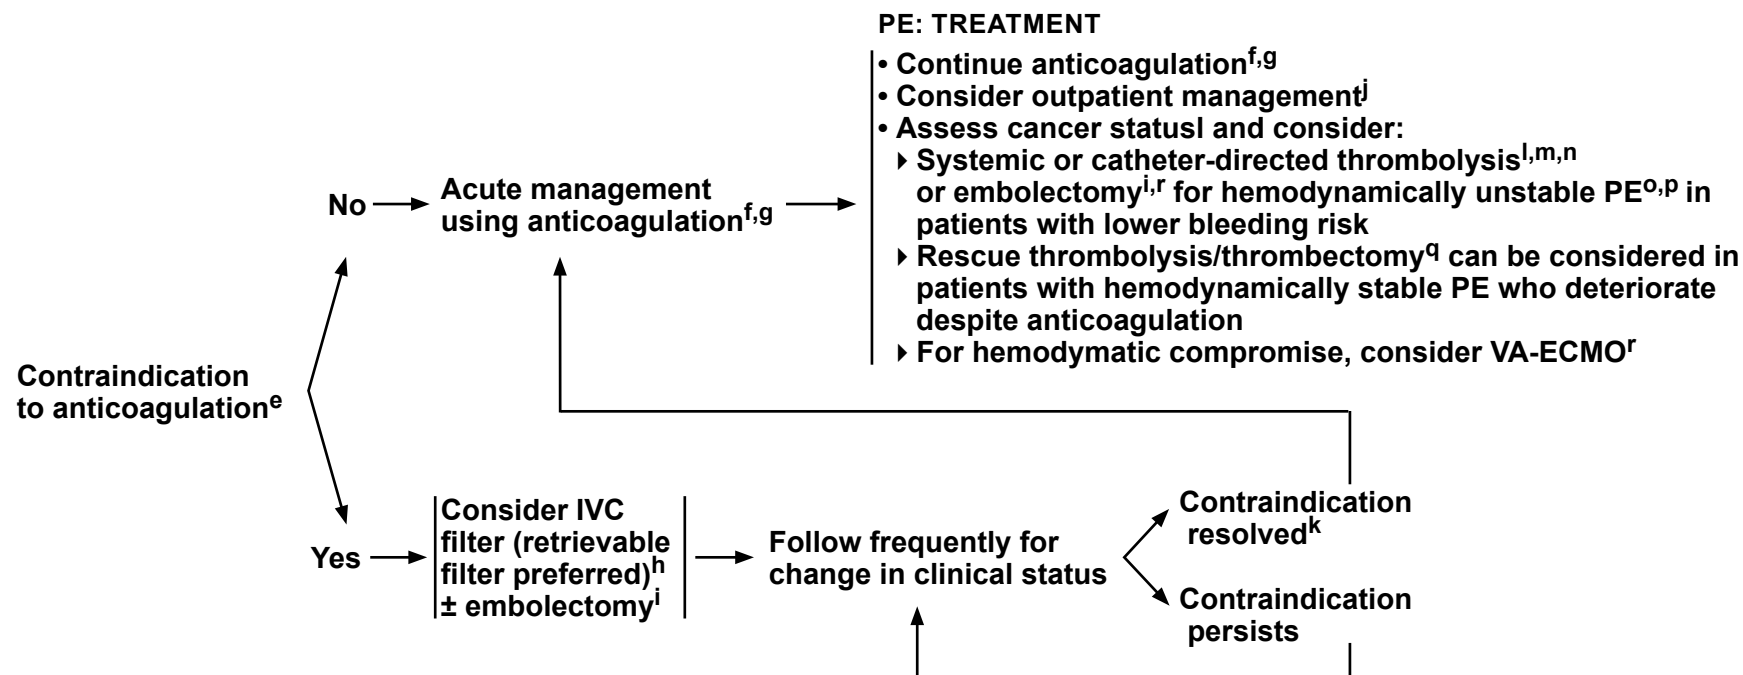 PE: TREATMENT
• Continue anticoagulationf,g
• Consider outpatient managementj
• Assess cancer statusl and consider:
Systemic or catheter-directed thrombolysisl,m,n
or embolectomyi,r for hemodynamically unstable PEo,p in
patients with lower bleeding risk
Rescue thrombolysis/thrombectomyq can be considered in
patients with hemodynamically stable PE who deteriorate
despite anticoagulation
For hemodymatic compromise, consider VA-ECMOr
No
Acute management
using anticoagulationf,g
Contraindication
to anticoagulatione
Yes
Consider IVC
filter (retrievable
filter preferred)h
± embolectomyi
Follow frequently for
change in clinical status
Contraindication
resolvedk
Contraindication
persists